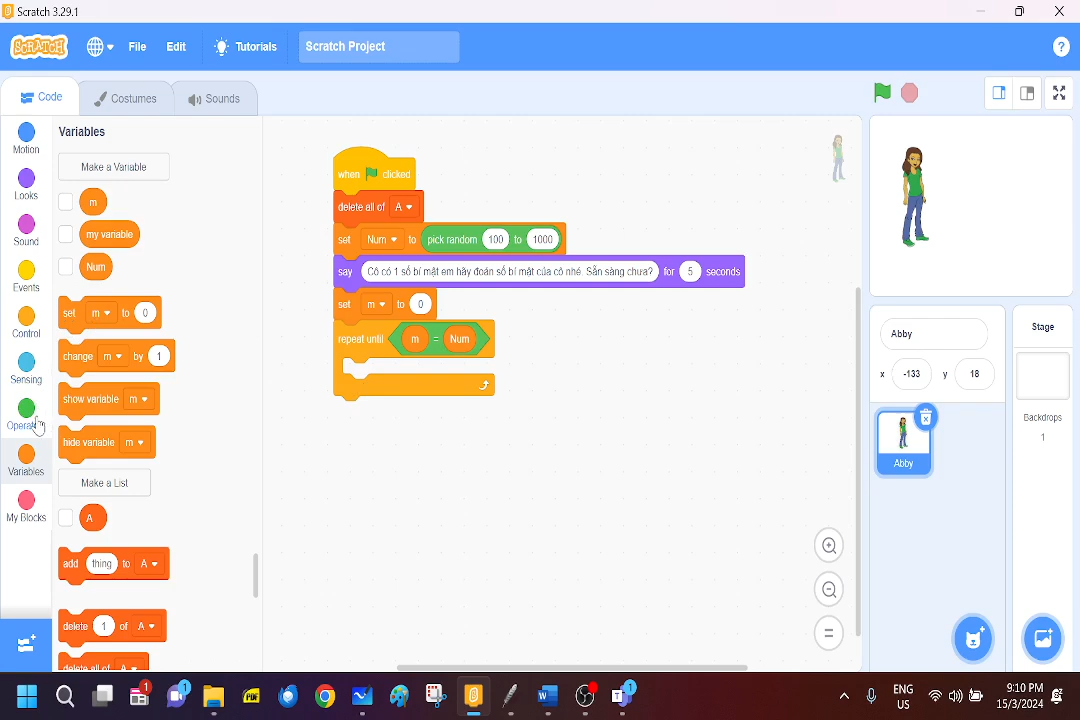 Scratch 3.29.1
SCRATCH File Edit Tutorials Scratch Project ?
Code Costumes Sounds
Motion
Looks
Sound
Events
Control
Sensing
Variables
My Blocks
Variables
Make a Variable
m
my variable
Num
set m to 0
change m by 1
show variable m
hide variable m
Make a List
A
add thing to A
delete 1 of A
delete all of A
when clicked
delete all of A
set Num to pick random 100 to 1000
say Cô có 1 số bí mật em hãy đoán số bí mật của cô nhé. Sẵn sàng chưa? for 5 seconds
set m to 0
repeat until m = Num
Abby
x -133 y 18
Abby
Stage
Backdrops
1
1
1
PDF
1
ENG
US
9:10 PM
15/3/2024